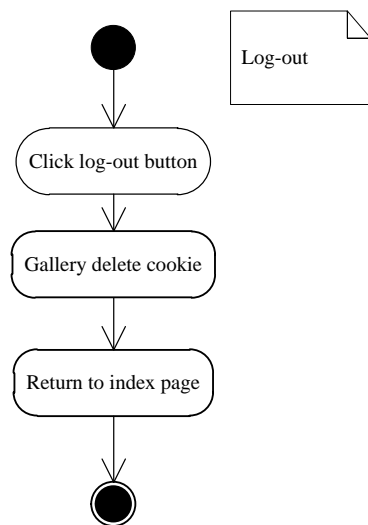 Log-out
Click log-out button
Gallery delete cookie
Return to index page